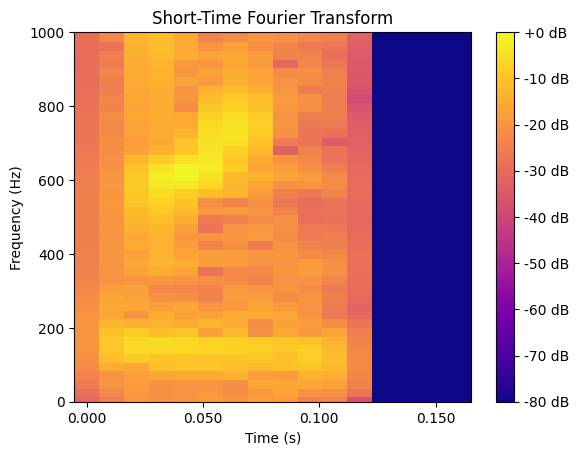 Short-Time Fourier Transform
Frequency (Hz)
1000
800
600
400
200
0
0.000
0.050
0.100
0.150
Time (s)
+0 dB
-10 dB
-20 dB
-30 dB
-40 dB
-50 dB
-60 dB
-70 dB
-80 dB